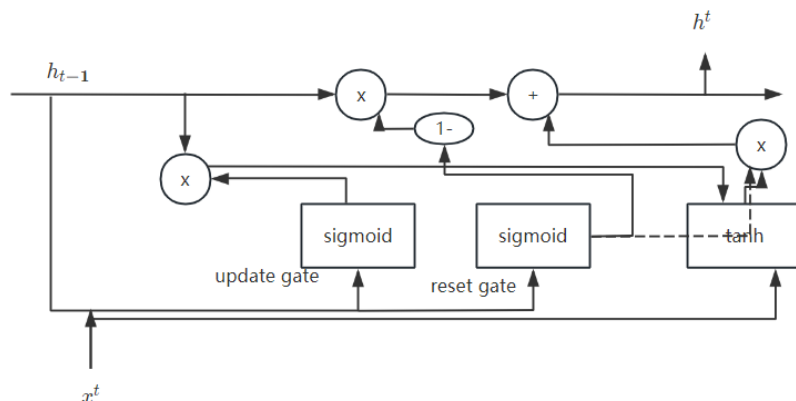 h^t
h_{t-1}
x
+
1-
x
x
sigmoid
sigmoid
tanh
update gate
reset gate
x^t